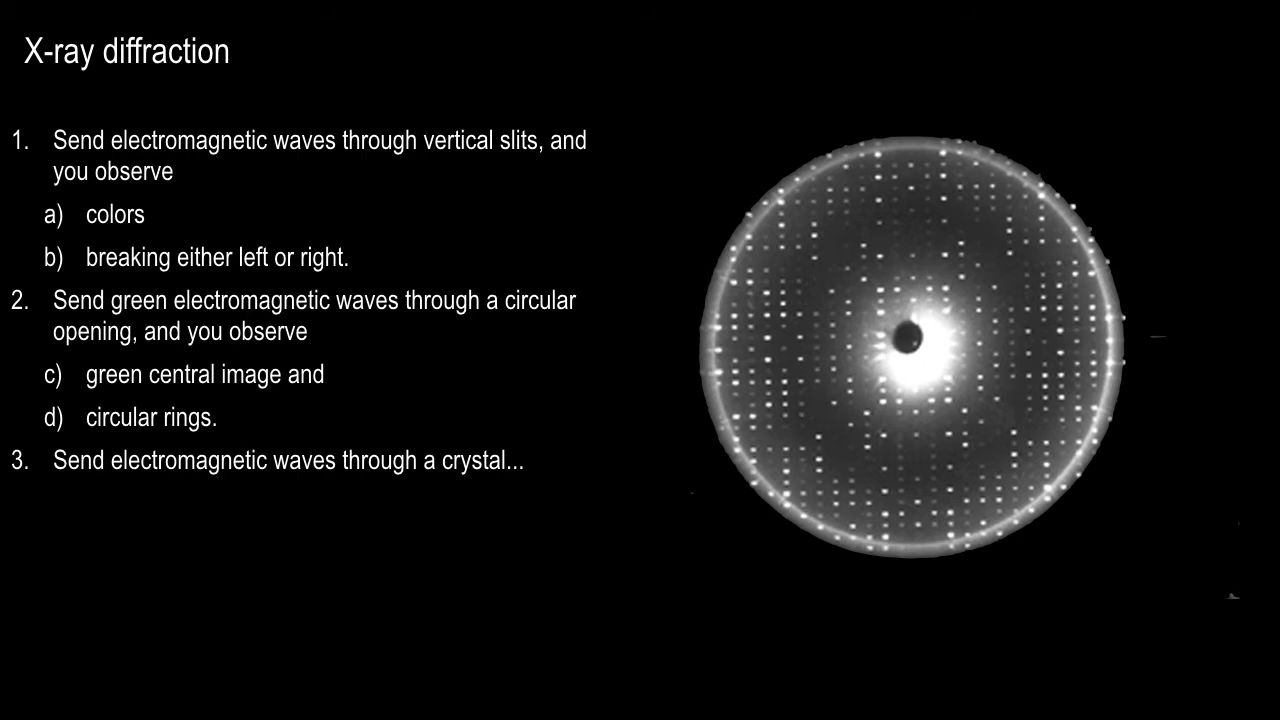 X-ray diffraction
1. Send electromagnetic waves through vertical slits, and
you observe
a) colors
b) breaking either left or right.
2. Send green electromagnetic waves through a circular
opening, and you observe
c) green central image and
d) circular rings.
3. Send electromagnetic waves through a crystal...